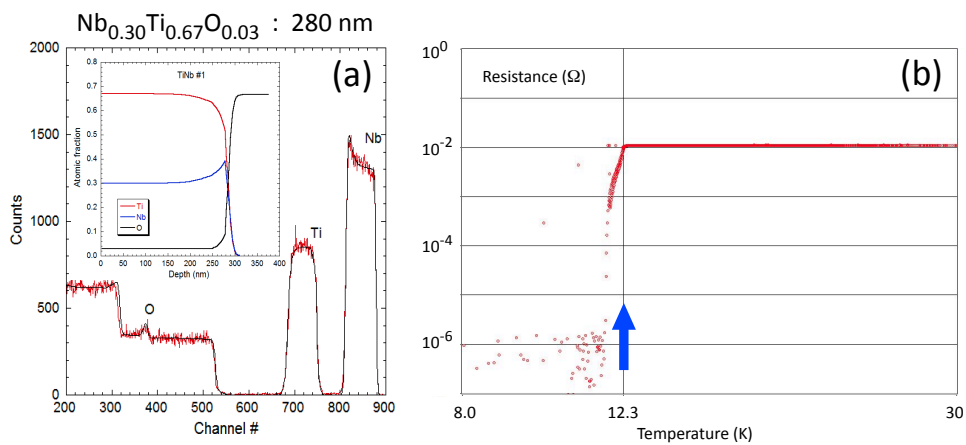 Nb0.30Ti0.67O0.03 : 280 nm
(a)
2000
1500
1000
500
0
200 300 400 500 600 700 800 900
Channel #
Counts
O
Ti
Nb
TiNb #1
0.8
0.7
0.6
0.5
0.4
0.3
0.2
0.1
0.0
0 50 100 150 200 250 300 350 400
Depth (nm)
Atomic fraction
Ti
Nb
O
(b)
Resistance (Ω)
10^0
10^-2
10^-4
10^-6
8.0 12.3 30
Temperature (K)